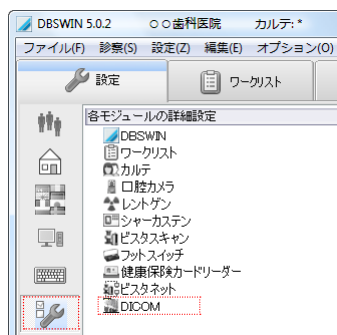 DBSWIN 5.0.2 ○○歯科医院 カルテ: *
ファイル(F) 診察(S) 設定(Z) 編集(E) オプション(O)
設定 ワークリスト
各モジュールの詳細設定
DBSWIN
ワークリスト
カルテ
口腔カメラ
レントゲン
シャーカステン
ビスタスキャン
フットスイッチ
健康保険カードリーダー
ビスタネット
DICOM